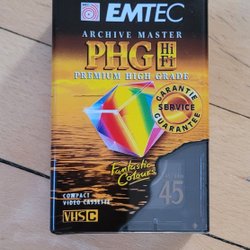 EMTEC
ARCHIVE MASTER
PHG Hi Fi
PREMIUM HIGH GRADE
GARANTIE
SERVICE
GUARANTEE
Fantastic
Colours
45
COMPACT
VIDEO CASSETTE
VHS C